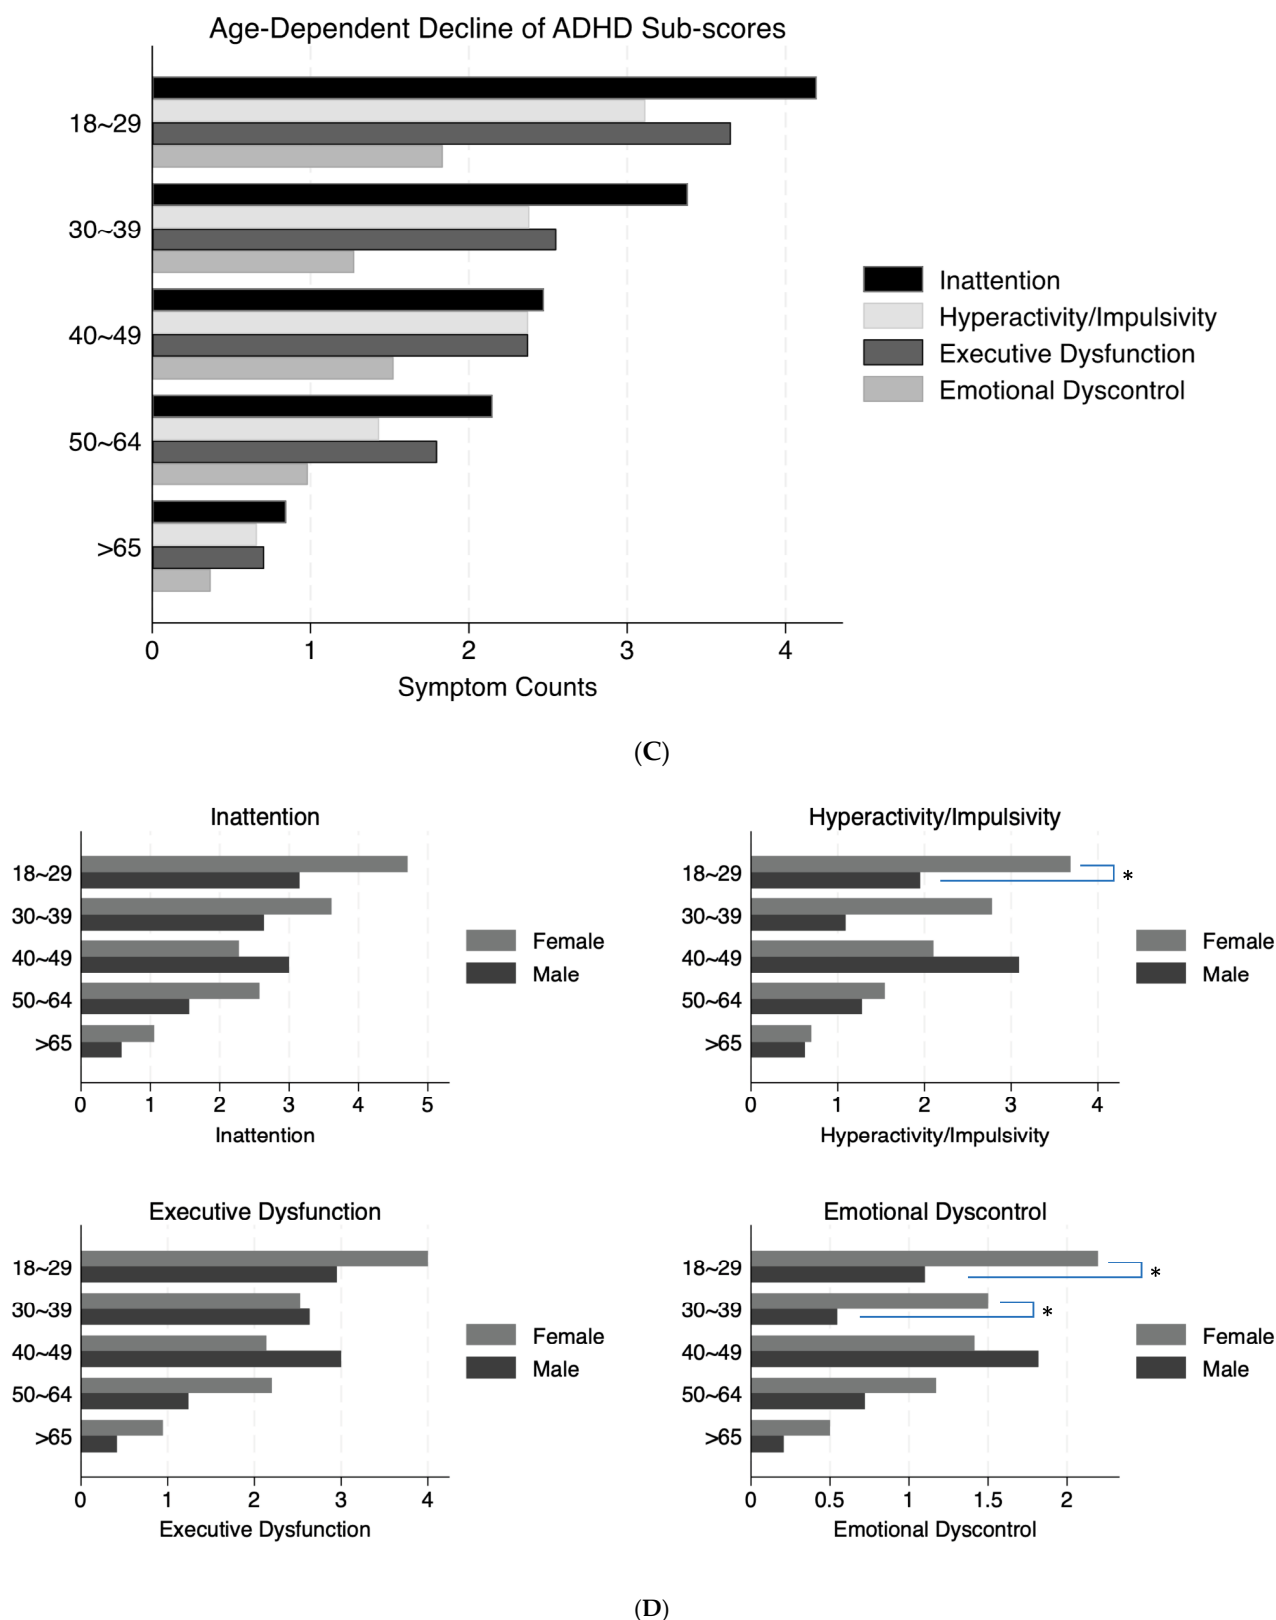 Age-Dependent Decline of ADHD Sub-scores
18~29
30~39
40~49
50~64
>65
0 1 2 3 4
Symptom Counts
Inattention
Hyperactivity/Impulsivity
Executive Dysfunction
Emotional Dyscontrol
(C)
Inattention
18~29
30~39
40~49
50~64
>65
0 1 2 3 4 5
Inattention
Female
Male
Hyperactivity/Impulsivity
18~29
*
30~39
40~49
50~64
>65
0 1 2 3 4
Hyperactivity/Impulsivity
Female
Male
Executive Dysfunction
18~29
30~39
40~49
50~64
>65
0 1 2 3 4
Executive Dysfunction
Female
Male
Emotional Dyscontrol
18~29
*
30~39
*
40~49
50~64
>65
0 0.5 1 1.5 2
Emotional Dyscontrol
Female
Male
(D)